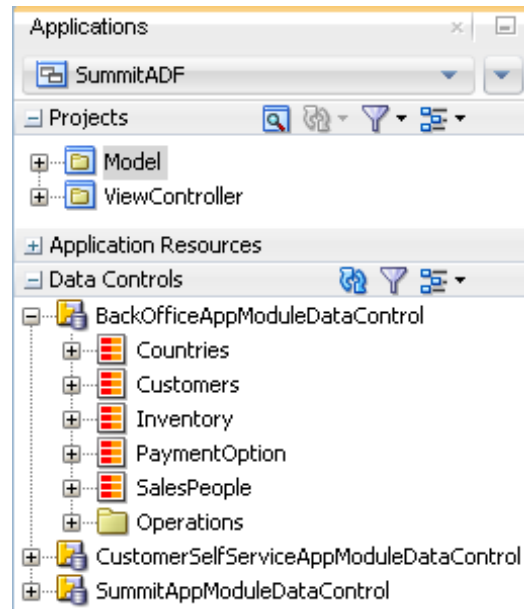 Applications
SummitADF
Projects
Model
ViewController
Application Resources
Data Controls
BackOfficeAppModuleDataControl
Countries
Customers
Inventory
PaymentOption
SalesPeople
Operations
CustomerSelfServiceAppModuleDataControl
SummitAppModuleDataControl